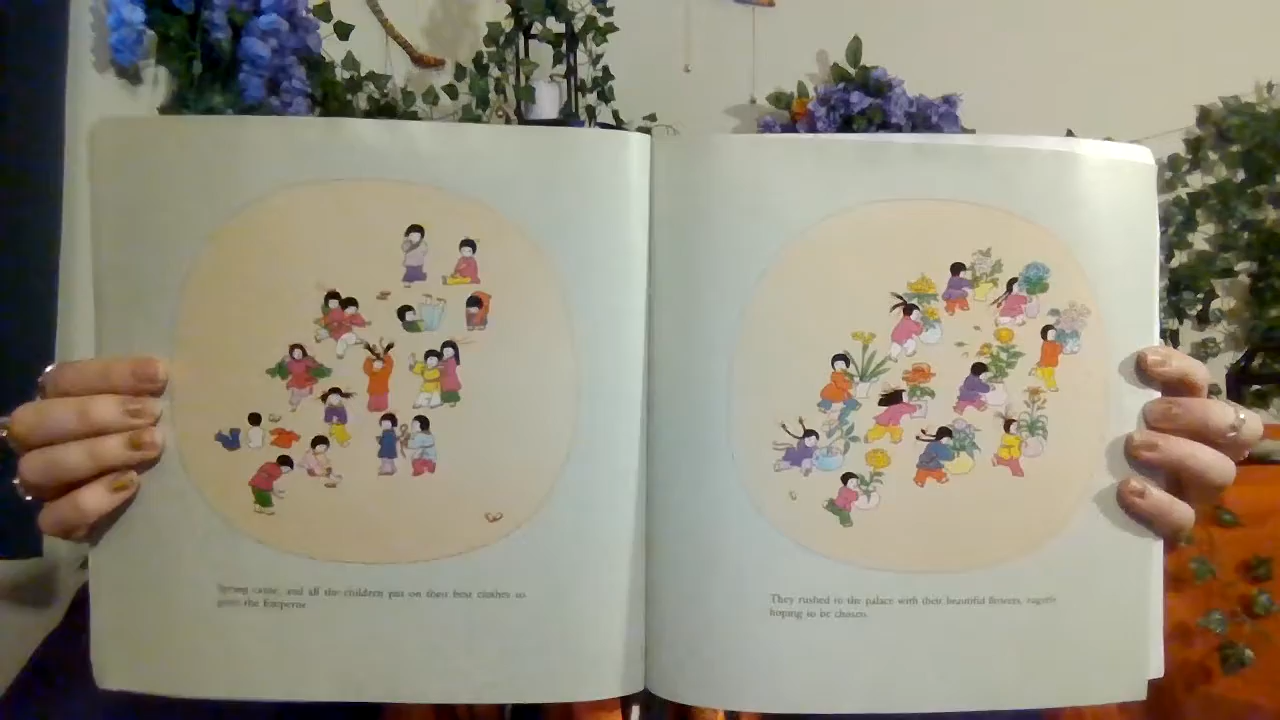 Spring came, and all the children put on their best clothes to
greet the Emperor.
They rushed to the palace with their beautiful flowers, eagerly
hoping to be chosen.